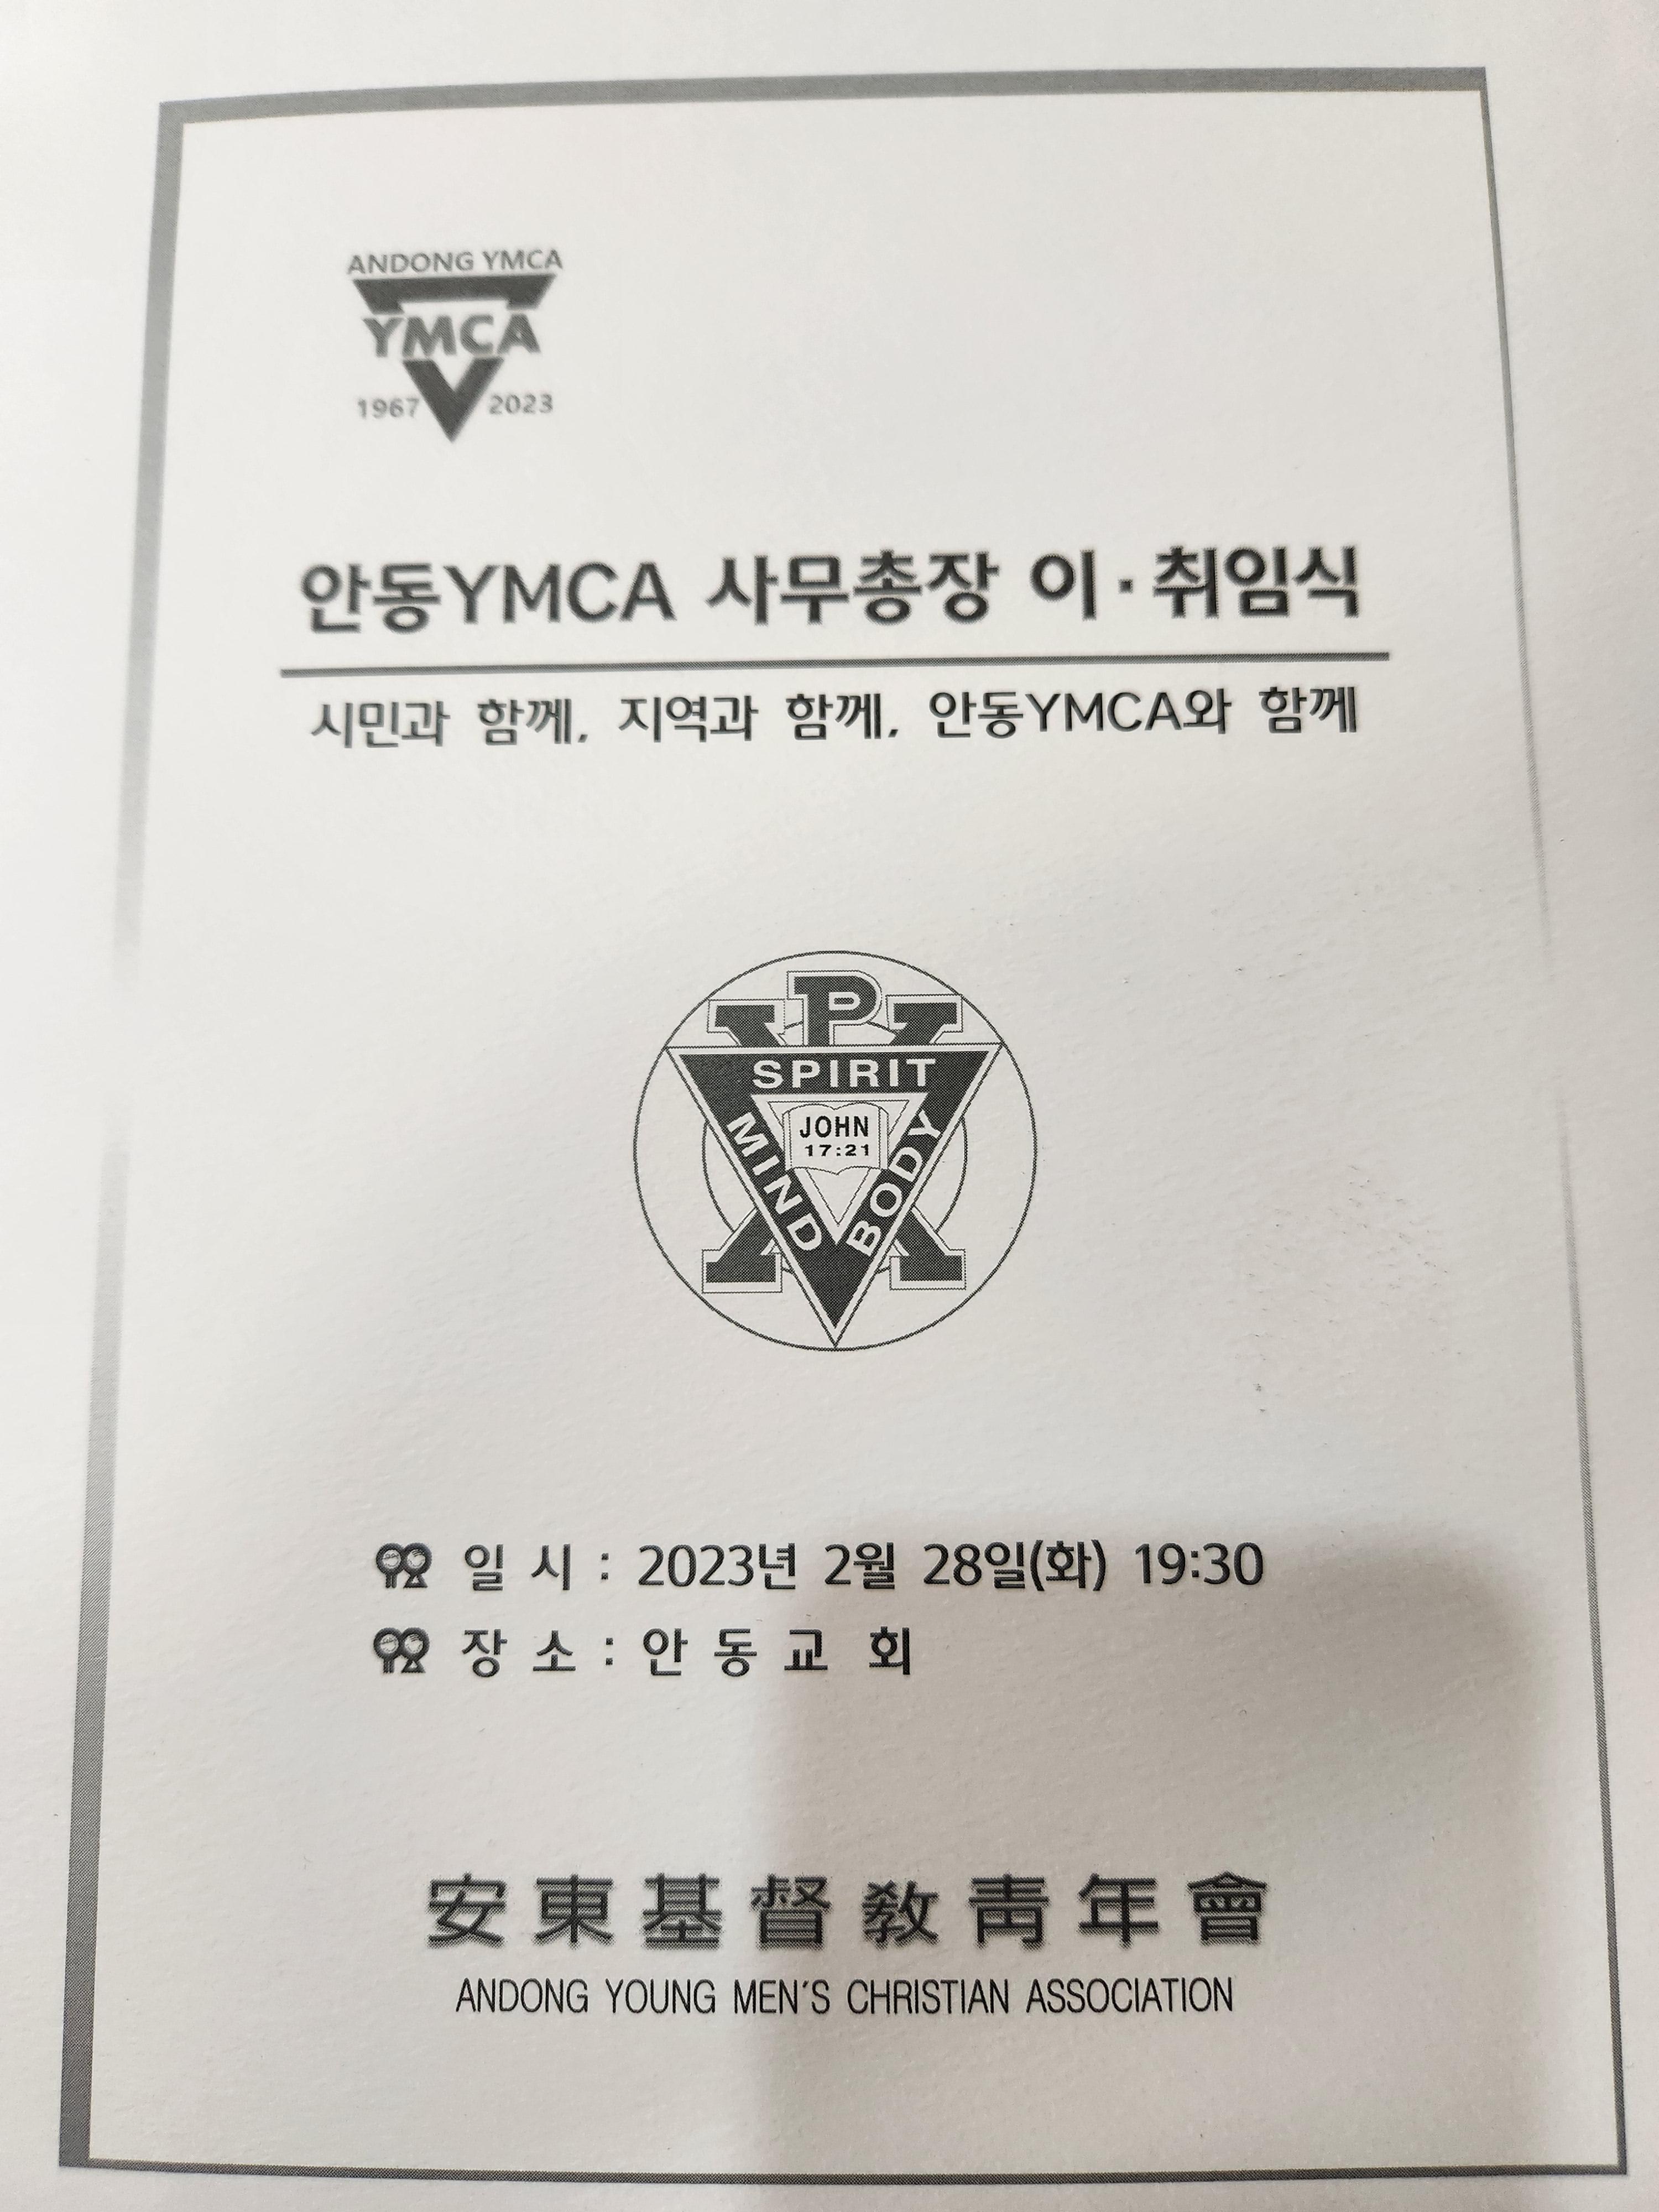 ANDONG YMCA
YMCA
1967 2023
안동YMCA 사무총장 이·취임식
시민과 함께, 지역과 함께, 안동YMCA와 함께
XP
SPIRIT
MIND
BODY
JOHN
17:21
일 시 : 2023년 2월 28일(화) 19:30
장 소 : 안 동 교 회
安東基督敎靑年會
ANDONG YOUNG MEN'S CHRISTIAN ASSOCIATION